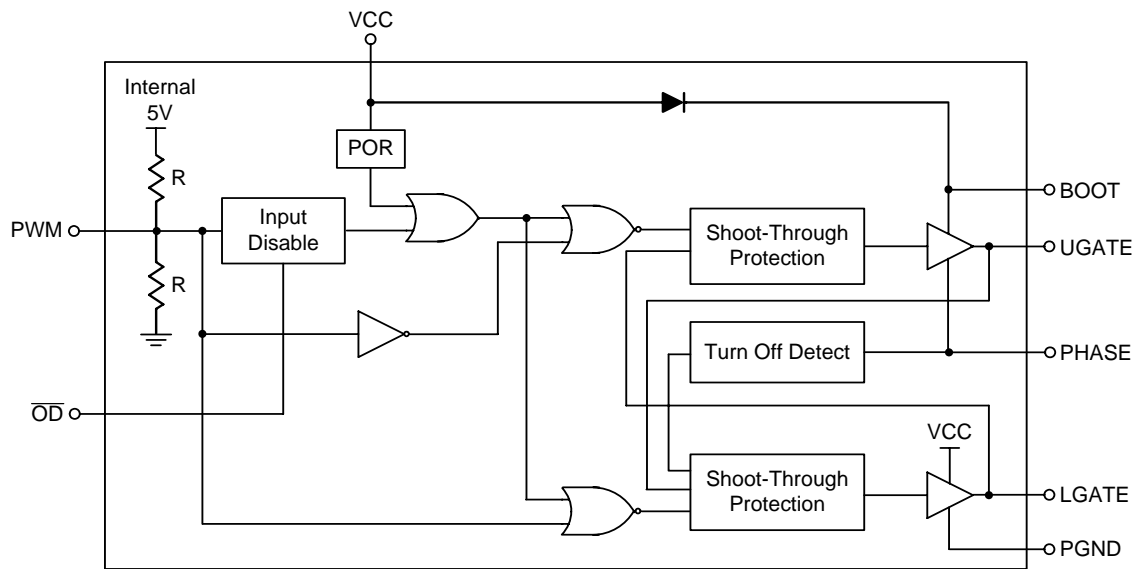 VCC
Internal
5V
R
POR
BOOT
PWM
Input
Disable
Shoot-Through
Protection
UGATE
R
Turn Off Detect
PHASE
OD
VCC
Shoot-Through
Protection
LGATE
PGND